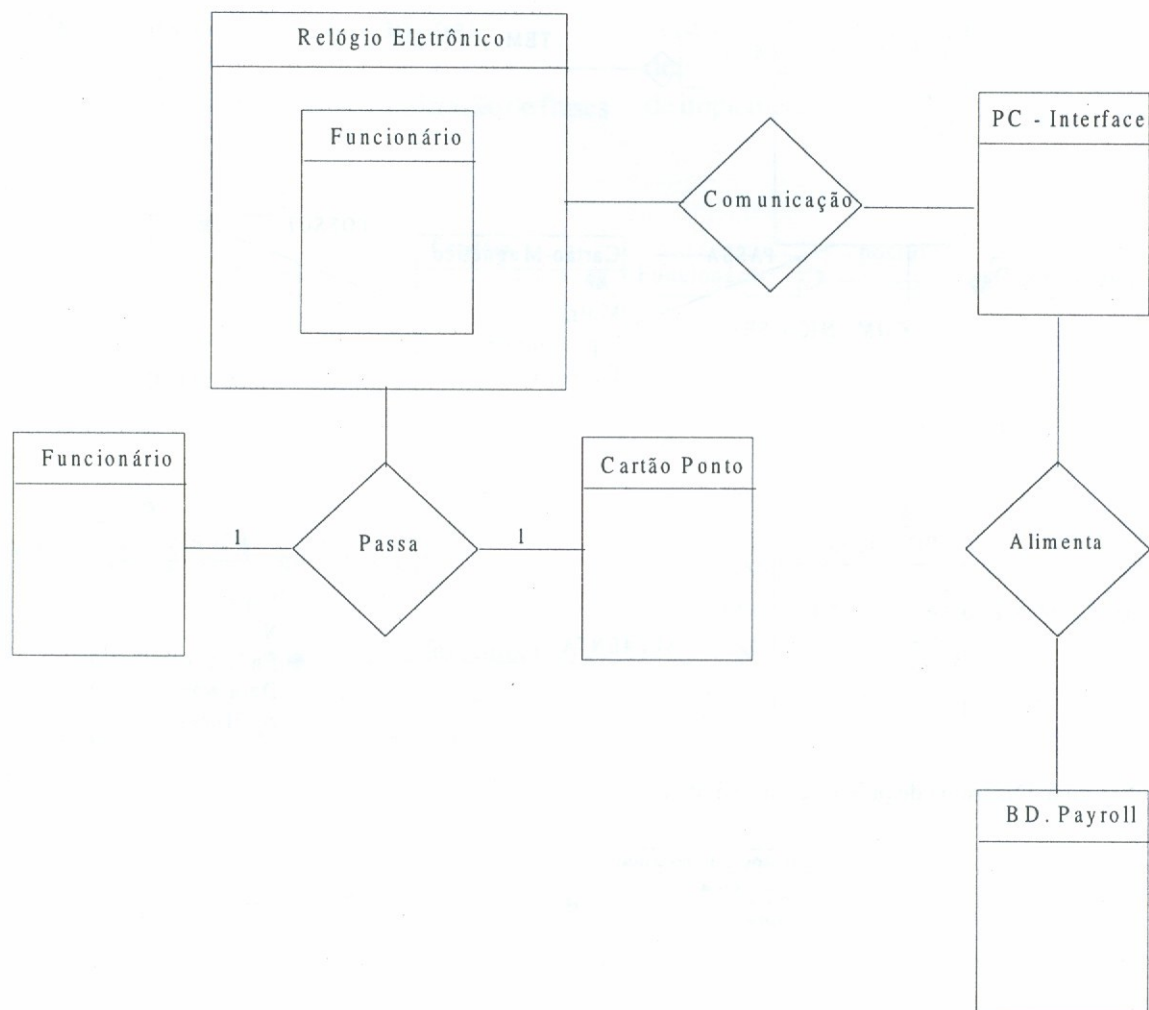 Relógio Eletrônico
Funcionário
PC - Interface
Comunicação
Funcionário
Cartão Ponto
1
Passa
1
Alimenta
BD. Payroll